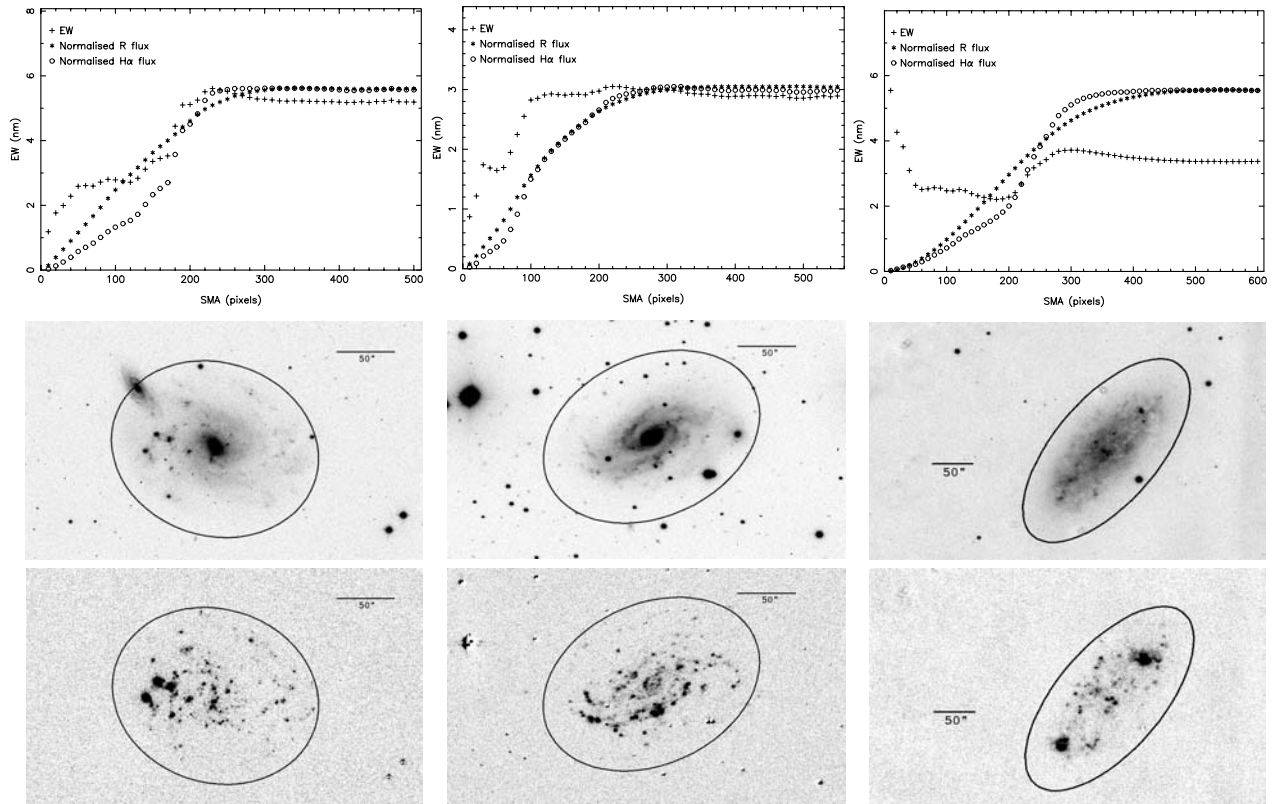 + EW
* Normalised R flux
o Normalised Hα flux
EW (nm)
8
6
4
2
0
0 100 200 300 400 500
SMA (pixels)
+ EW
* Normalised R flux
o Normalised Hα flux
EW (nm)
4
3
2
1
0
0 100 200 300 400 500
SMA (pixels)
+ EW
* Normalised R flux
o Normalised Hα flux
EW (nm)
6
4
2
0
0 100 200 300 400 500 600
SMA (pixels)
50"
50"
50"
50"
50"
50"